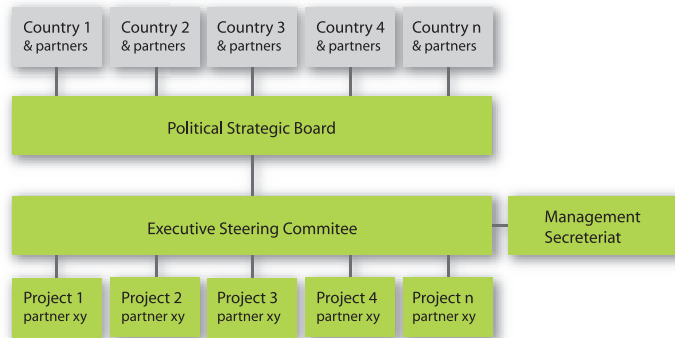 Country 1
& partners
Country 2
& partners
Country 3
& partners
Country 4
& partners
Country n
& partners
Political Strategic Board
Executive Steering Commitee
Management
Secreteriat
Project 1
partner xy
Project 2
partner xy
Project 3
partner xy
Project 4
partner xy
Project n
partner xy